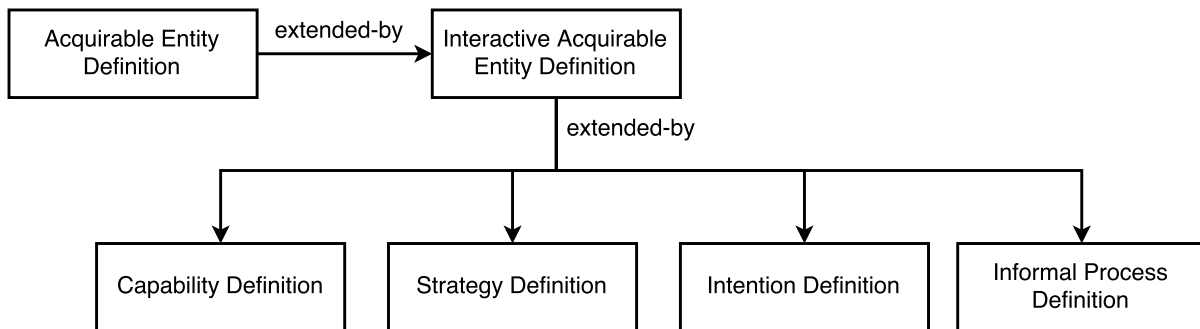 Acquirable Entity
Definition
extended-by
Interactive Acquirable
Entity Definition
extended-by
Capability Definition
Strategy Definition
Intention Definition
Informal Process
Definition